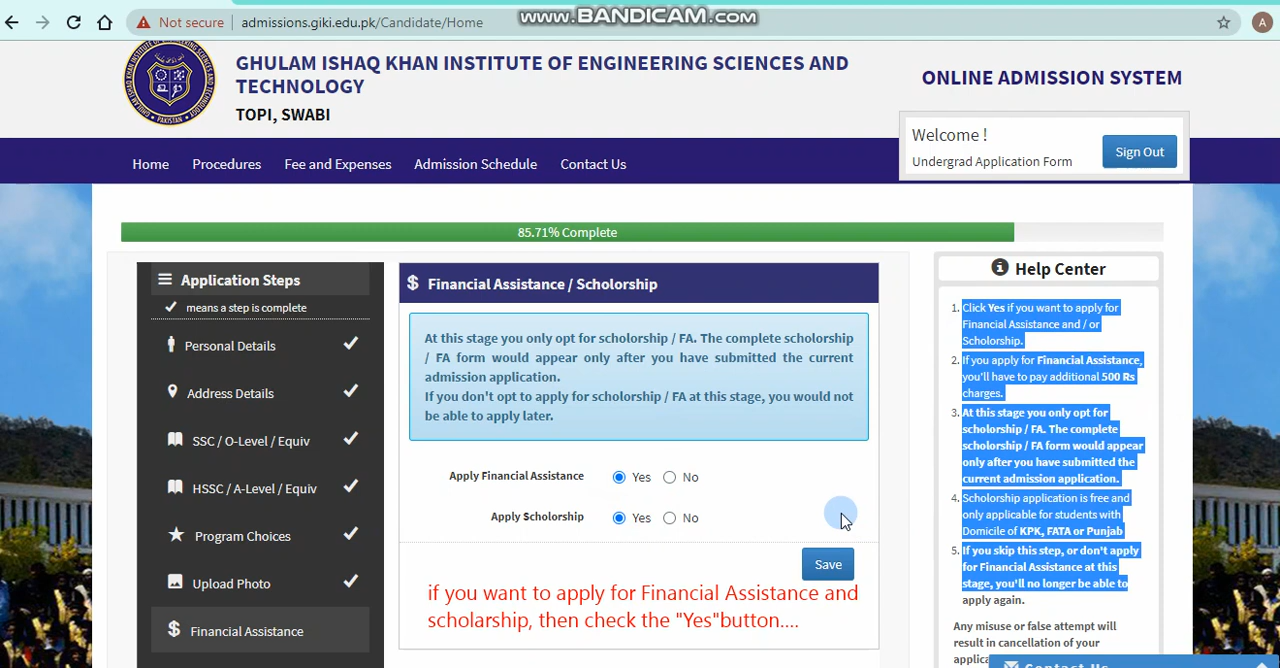 Not secure
admissions.giki.edu.pk/Candidate/Home
www.BANDICAM.com
A
GHULAM ISHAQ KHAN INSTITUTE OF ENGINEERING SCIENCES AND
TECHNOLOGY
TOPI, SWABI
ONLINE ADMISSION SYSTEM
Welcome !
Undergrad Application Form
Sign Out
Home
Procedures
Fee and Expenses
Admission Schedule
Contact Us
85.71% Complete
Application Steps
means a step is complete
Personal Details
Address Details
SSC / O-Level / Equiv
HSSC / A-Level / Equiv
Program Choices
Upload Photo
$ Financial Assistance
$ Financial Assistance / Scholorship
At this stage you only opt for scholorship / FA. The complete scholorship
/ FA form would appear only after you have submitted the current
admission application.
If you don't opt to apply for scholorship / FA at this stage, you would not
be able to apply later.
Apply Financial Assistance
Yes
No
Apply Scholorship
Yes
No
Save
if you want to apply for Financial Assistance and
scholarship, then check the "Yes"button....
Help Center
1. Click Yes if you want to apply for
Financial Assistance and / or
Scholorship.
2. If you apply for Financial Assistance,
you'll have to pay additional 500 Rs
charges.
3. At this stage you only opt for
scholorship / FA. The complete
scholorship / FA form would appear
only after you have submitted the
current admission application.
4. Scholorship application is free and
only applicable for students with
Domicile of KPK, FATA or Punjab
5. If you skip this step, or don't apply
for Financial Assistance at this
stage, you'll no longer be able to
apply again.
Any misuse or false attempt will
result in cancellation of your
Contact Us